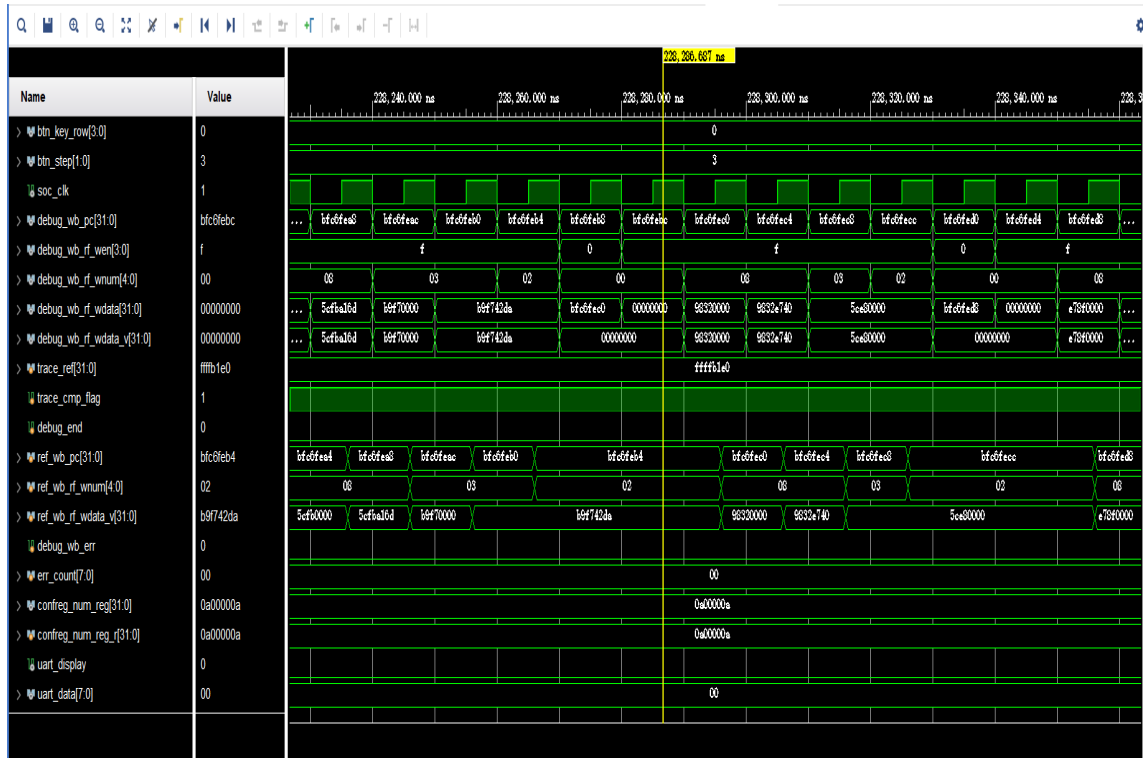 228,286.687 ns
Name Value 228,240.000 ns 228,260.000 ns 228,280.000 ns 228,300.000 ns 228,320.000 ns 228,340.000 ns 228,3
btn_key_row[3:0] 0 0
btn_step[1:0] 3 3
soc_clk 1
debug_wb_pc[31:0] bfc6febc ... bfc6fea8 bfc6feac bfc6feb0 bfc6feb4 bfc6feb8 bfc6febc bfc6fec0 bfc6fec4 bfc6fec8 bfc6fecc bfc6fed0 bfc6fed4 bfc6fed8 ...
debug_wb_rf_wen[3:0] f f 0 f 0 f
debug_wb_rf_wnum[4:0] 00 08 03 02 00 08 03 02 00 08
debug_wb_rf_wdata[31:0] 00000000 ... 5cfba16d b9f70000 b9f742da bfc6fec0 00000000 98320000 9832e740 5ce80000 bfc6fed8 00000000 e78f0000 ...
debug_wb_rf_wdata_v[31:0] 00000000 ... 5cfba16d b9f70000 b9f742da 00000000 98320000 9832e740 5ce80000 00000000 e78f0000 ...
trace_ref[31:0] ffffb1e0 ffffb1e0
trace_cmp_flag 1
debug_end 0
ref_wb_pc[31:0] bfc6feb4 bfc6fea4 bfc6fea8 bfc6feac bfc6feb0 bfc6feb4 bfc6fec0 bfc6fec4 bfc6fec8 bfc6fecc bfc6fed8
ref_wb_rf_wnum[4:0] 02 08 03 02 08 03 02 08
ref_wb_rf_wdata_v[31:0] b9f742da 5cfb0000 5cfba16d b9f70000 b9f742da 98320000 9832e740 5ce80000 e78f0000
debug_wb_err 0
err_count[7:0] 00 00
confreg_num_reg[31:0] 0a00000a 0a00000a
confreg_num_reg_r[31:0] 0a00000a 0a00000a
uart_display 0
uart_data[7:0] 00 00